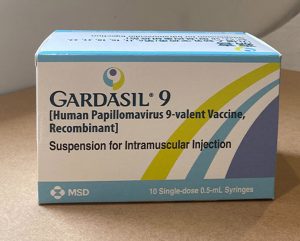 GARDASIL® 9
[Human Papillomavirus 9-valent Vaccine,
Recombinant]
Suspension for Intramuscular Injection
MSD
10 Single-dose 0.5-mL Syringes